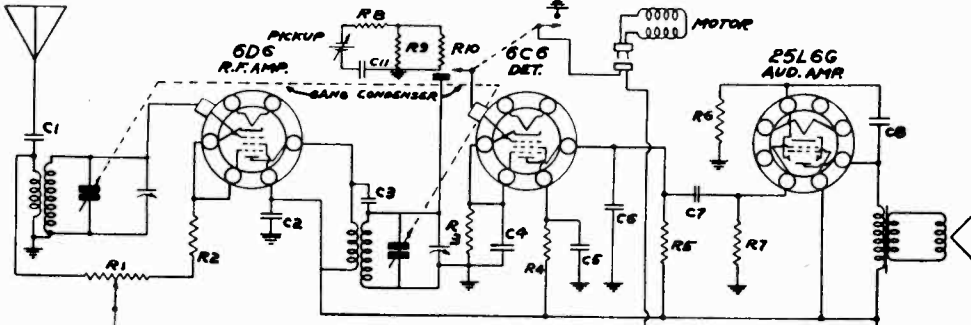 R8
PICKUP
R9
R10
C11
MOTOR
6D6
R.F. AMP.
6C6
DET.
25L6G
AUD. AMP.
GANG CONDENSER
C1
R6
C8
C3
C2
R2
R1
R3
C4
R4
C5
C6
C7
R5
R7